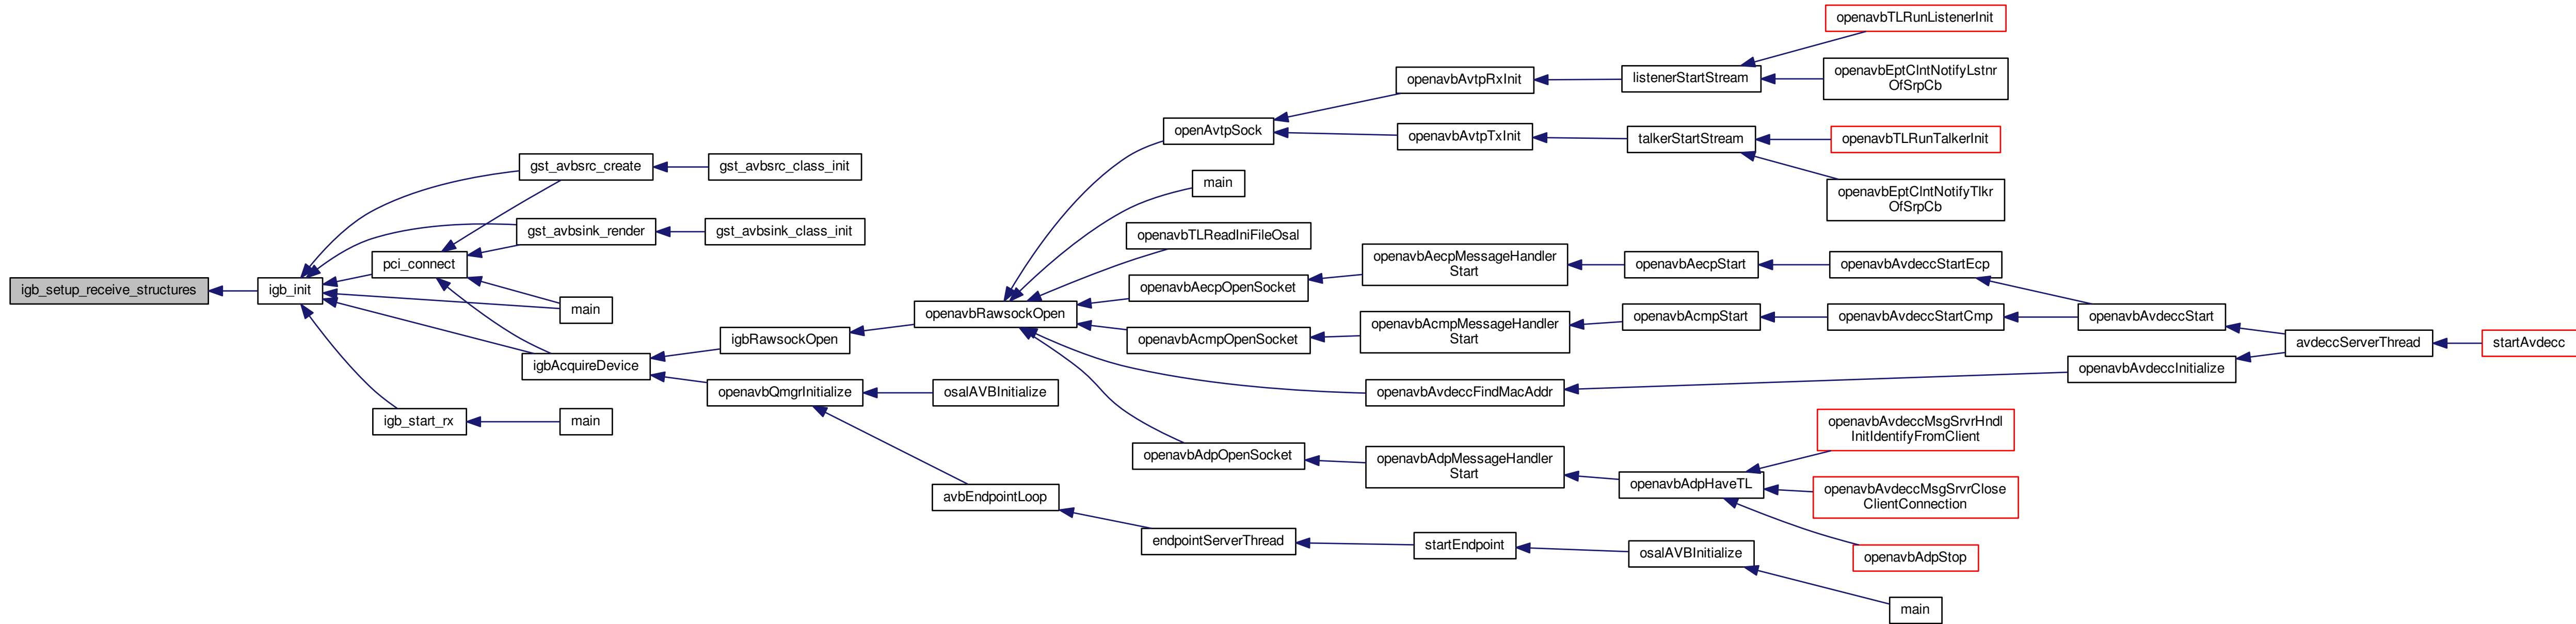 openavbTLRunListenerInit
openavbAvtpRxInit
listenerStartStream
openavbEptClntNotifyLstnr
OfSrpCb
openAvtpSock
openavbAvtpTxInit
talkerStartStream
openavbTLRunTalkerInit
gst_avbsrc_create
gst_avbsrc_class_init
main
openavbEptClntNotifyTlkr
OfSrpCb
gst_avbsink_render
gst_avbsink_class_init
openavbTLReadIniFileOsal
pci_connect
openavbAecpMessageHandler
Start
openavbAecpStart
openavbAvdeccStartEcp
igb_setup_receive_structures
igb_init
openavbAecpOpenSocket
main
openavbRawsockOpen
openavbAcmpMessageHandler
Start
openavbAcmpStart
openavbAvdeccStartCmp
openavbAvdeccStart
igbRawsockOpen
openavbAcmpOpenSocket
avdeccServerThread
startAvdecc
igbAcquireDevice
openavbAvdeccInitialize
openavbQmgrInitialize
osalAVBInitialize
openavbAvdeccFindMacAddr
igb_start_rx
main
openavbAvdeccMsgSrvrHndl
InitIdentifyFromClient
openavbAdpOpenSocket
openavbAdpMessageHandler
Start
openavbAdpHaveTL
openavbAvdeccMsgSrvrClose
ClientConnection
avbEndpointLoop
endpointServerThread
startEndpoint
osalAVBInitialize
openavbAdpStop
main